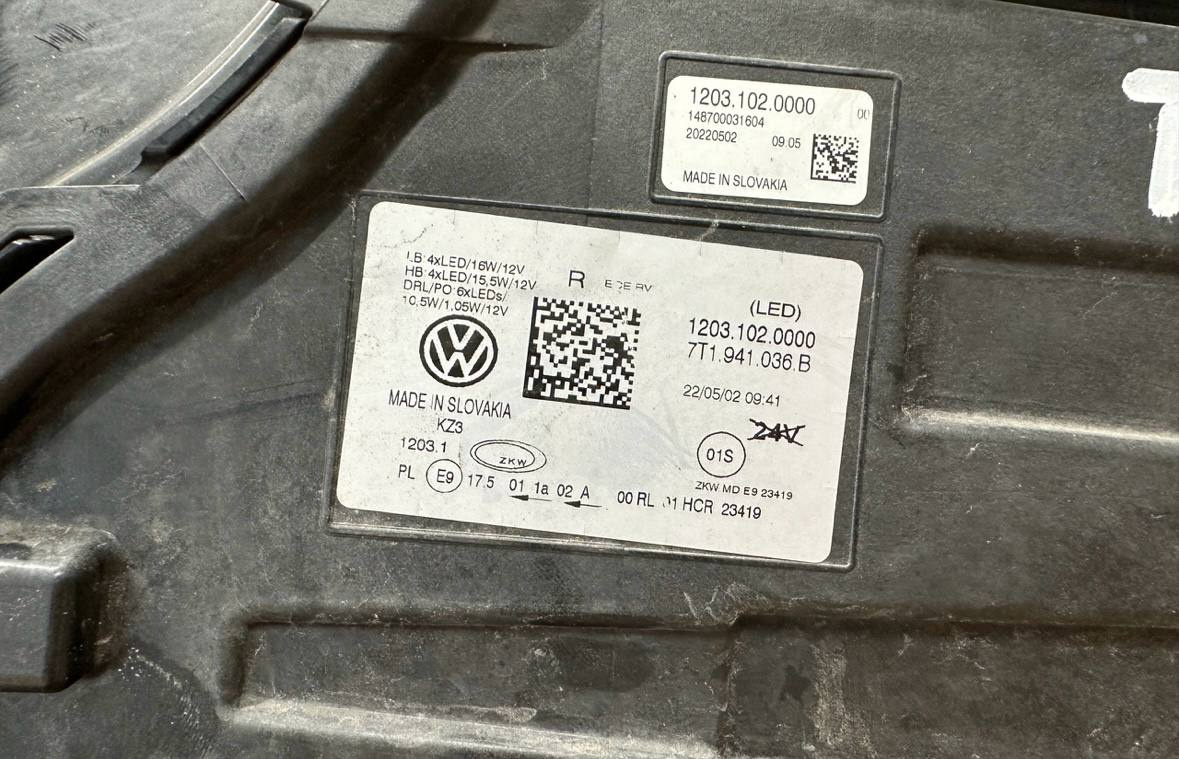 1203.102.0000
00
148700031604
20220502 09:05
MADE IN SLOVAKIA
LB 4xLED/16W/12V
HB 4xLED/15,5W/12V
DRL/PO 6xLEDs/
10,5W/1,05W/12V
R
(LED)
1203.102.0000
7T1.941.036.B
22/05/02 09:41
24V
MADE IN SLOVAKIA
KZ3
1203.1
ZKW
01S
ZKW MD E9 23419
PL E9 17.5 01 1a 02 A 00 RL 01 HCR 23419